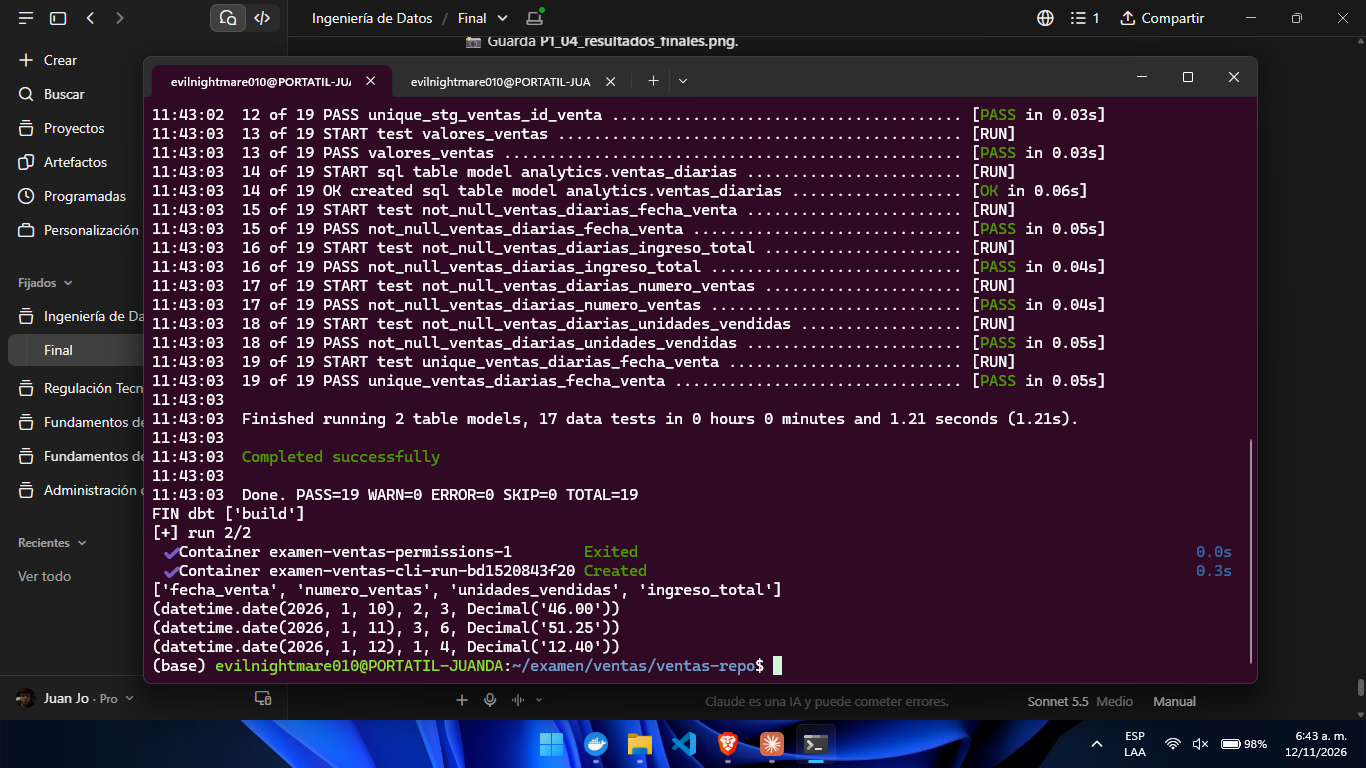 Ingeniería de Datos / Final
1
Compartir
Guarda P1_04_resultados_finales.png.
Crear
Buscar
Proyectos
Artefactos
Programadas
Personalización
Fijados
Ingeniería de Da
Final
Regulación Tecn
Fundamentos de
Fundamentos de
Administración
Recientes
Ver todo
Juan Jo · Pro
evilnightmare010@PORTATIL-JUA
evilnightmare010@PORTATIL-JUA
11:43:02 12 of 19 PASS unique_stg_ventas_id_venta ....................................... [PASS in 0.03s]
11:43:03 13 of 19 START test valores_ventas ............................................. [RUN]
11:43:03 13 of 19 PASS valores_ventas ................................................... [PASS in 0.03s]
11:43:03 14 of 19 START sql table model analytics.ventas_diarias ........................ [RUN]
11:43:03 14 of 19 OK created sql table model analytics.ventas_diarias ................... [OK in 0.06s]
11:43:03 15 of 19 START test not_null_ventas_diarias_fecha_venta ........................ [RUN]
11:43:03 15 of 19 PASS not_null_ventas_diarias_fecha_venta .............................. [PASS in 0.05s]
11:43:03 16 of 19 START test not_null_ventas_diarias_ingreso_total ...................... [RUN]
11:43:03 16 of 19 PASS not_null_ventas_diarias_ingreso_total ............................ [PASS in 0.04s]
11:43:03 17 of 19 START test not_null_ventas_diarias_numero_ventas ...................... [RUN]
11:43:03 17 of 19 PASS not_null_ventas_diarias_numero_ventas ............................ [PASS in 0.04s]
11:43:03 18 of 19 START test not_null_ventas_diarias_unidades_vendidas .................. [RUN]
11:43:03 18 of 19 PASS not_null_ventas_diarias_unidades_vendidas ........................ [PASS in 0.05s]
11:43:03 19 of 19 START test unique_ventas_diarias_fecha_venta .......................... [RUN]
11:43:03 19 of 19 PASS unique_ventas_diarias_fecha_venta ................................ [PASS in 0.05s]
11:43:03
11:43:03 Finished running 2 table models, 17 data tests in 0 hours 0 minutes and 1.21 seconds (1.21s).
11:43:03
11:43:03 Completed successfully
11:43:03
11:43:03 Done. PASS=19 WARN=0 ERROR=0 SKIP=0 TOTAL=19
FIN dbt ['build']
[+] run 2/2
Container examen-ventas-permissions-1 Exited 0.0s
Container examen-ventas-cli-run-bd1520843f20 Created 0.3s
['fecha_venta', 'numero_ventas', 'unidades_vendidas', 'ingreso_total']
(datetime.date(2026, 1, 10), 2, 3, Decimal('46.00'))
(datetime.date(2026, 1, 11), 3, 6, Decimal('51.25'))
(datetime.date(2026, 1, 12), 1, 4, Decimal('12.40'))
(base) evilnightmare010@PORTATIL-JUANDA:~/examen/ventas/ventas-repo$
Claude es una IA y puede cometer errores.
Sonnet 5.5 Medio
Manual
ESP
LAA
98%
6:43 a. m.
12/11/2026